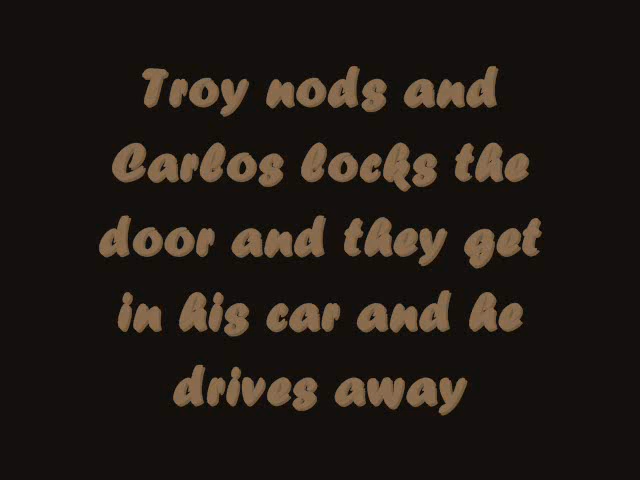 Troy nods and
Carlos locks the
door and they get
in his car and he
drives away